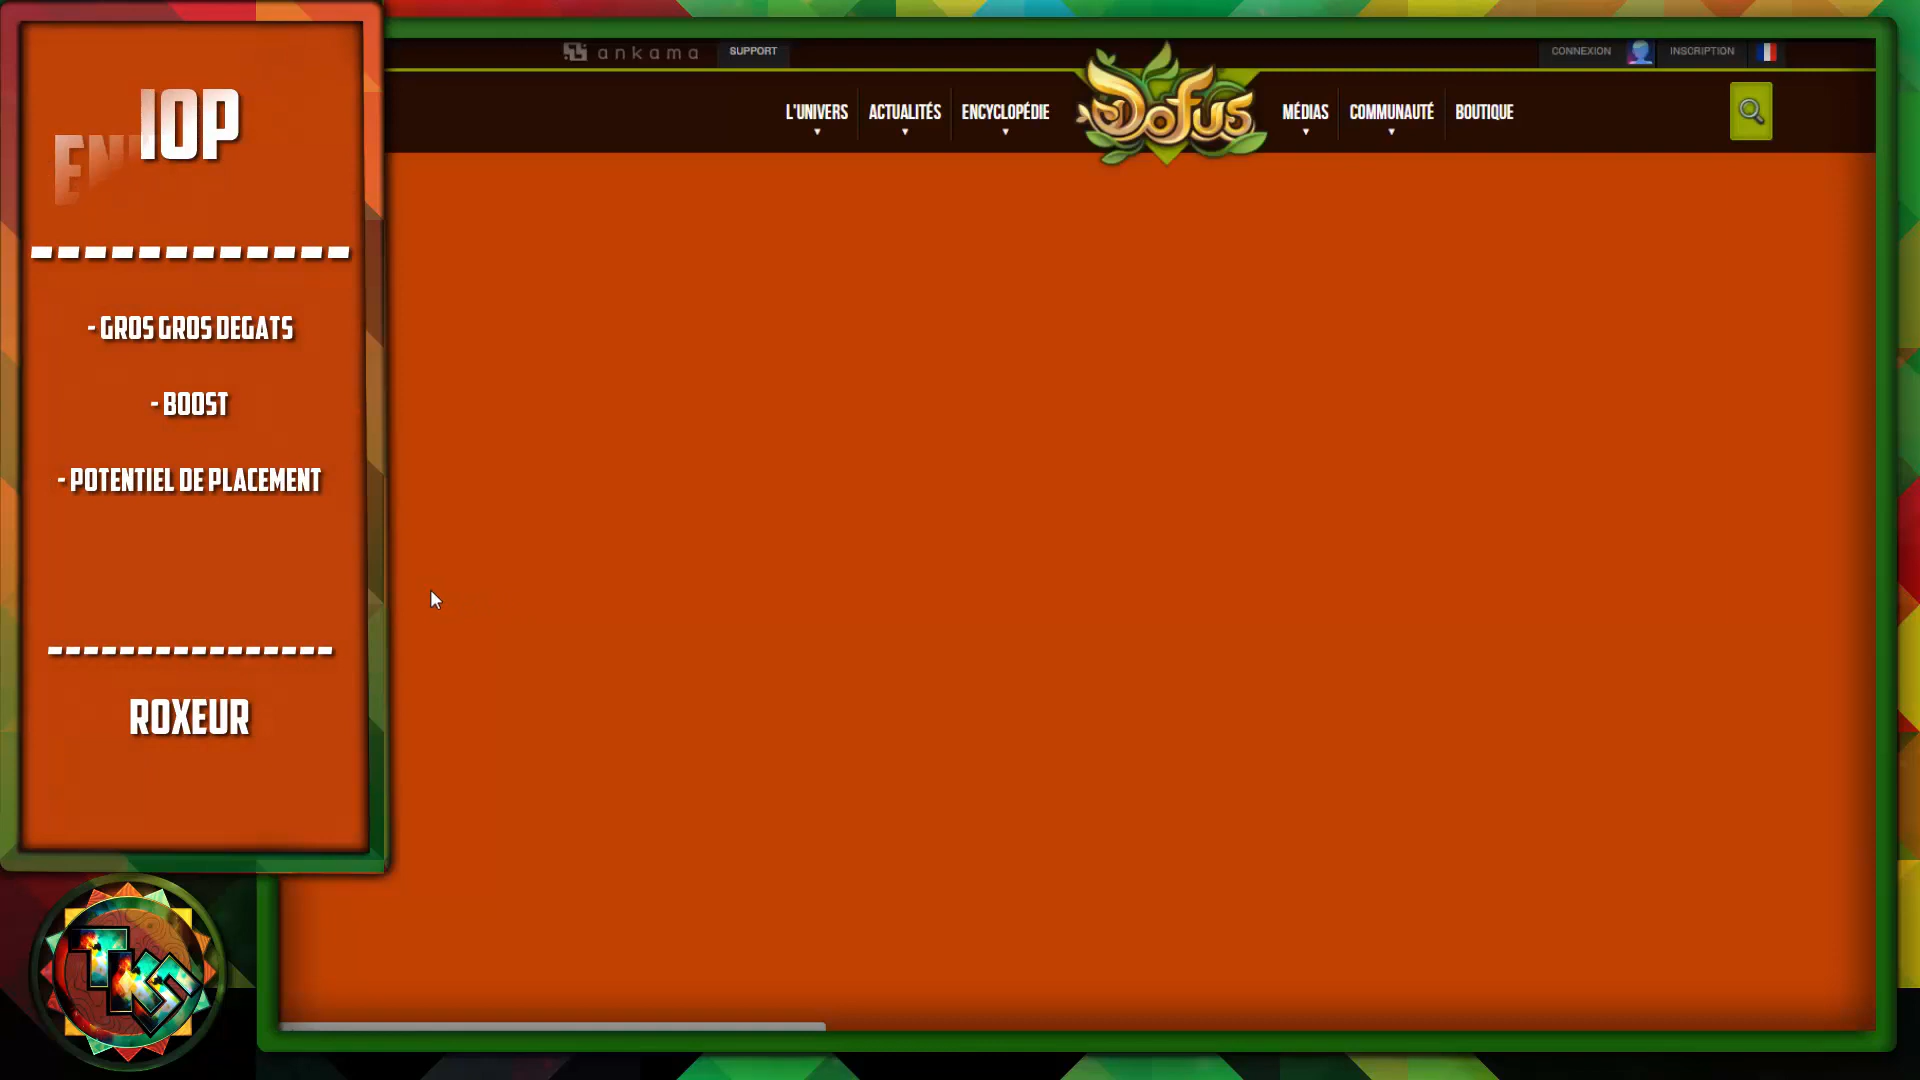 ankama
SUPPORT
CONNEXION
INSCRIPTION
L'UNIVERS
ACTUALITÉS
ENCYCLOPÉDIE
DOFUS
MÉDIAS
COMMUNAUTÉ
BOUTIQUE
IOP
- GROS GROS DEGATS
- BOOST
- POTENTIEL DE PLACEMENT
ROXEUR
TKS